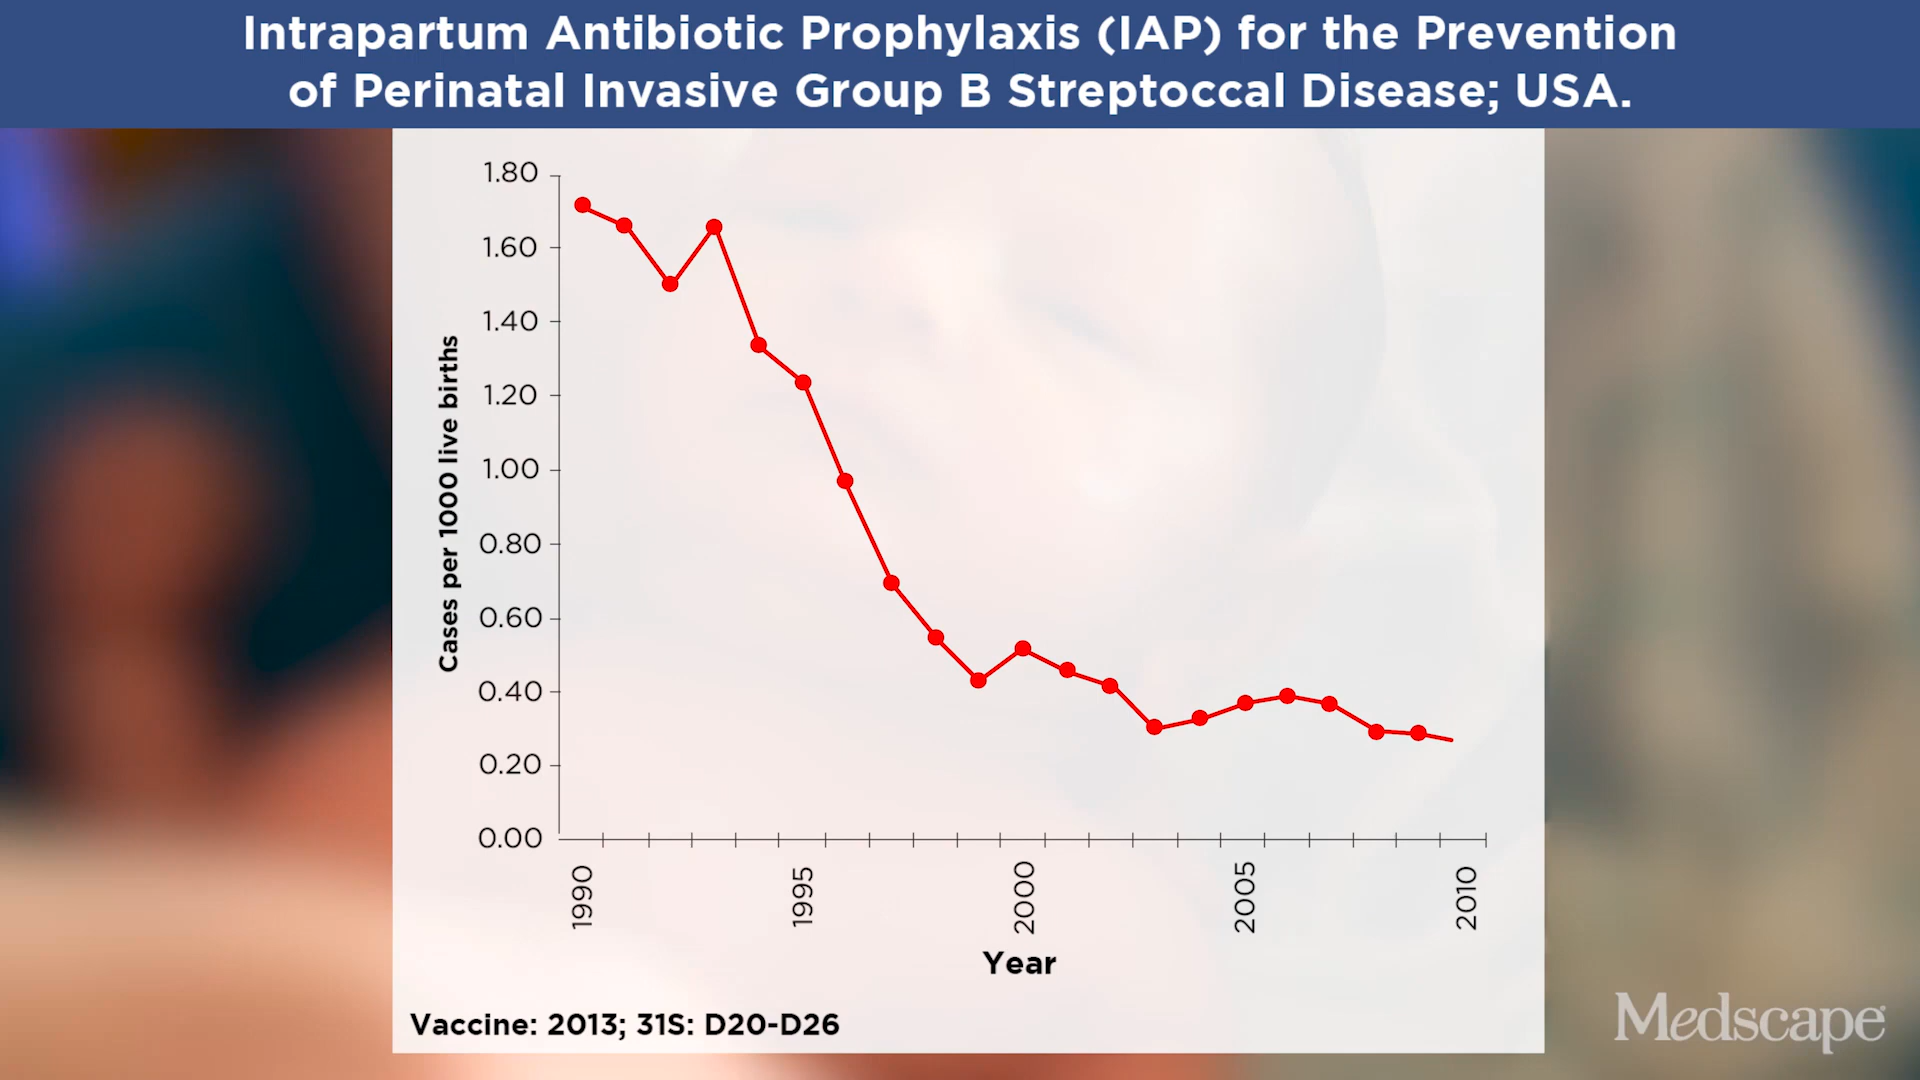 Intrapartum Antibiotic Prophylaxis (IAP) for the Prevention
of Perinatal Invasive Group B Streptoccal Disease; USA.
1.80
1.60
1.40
1.20
1.00
0.80
0.60
0.40
0.20
0.00
Cases per 1000 live births
1990
1995
2000
2005
2010
Year
Vaccine: 2013; 31S: D20-D26
Medscape